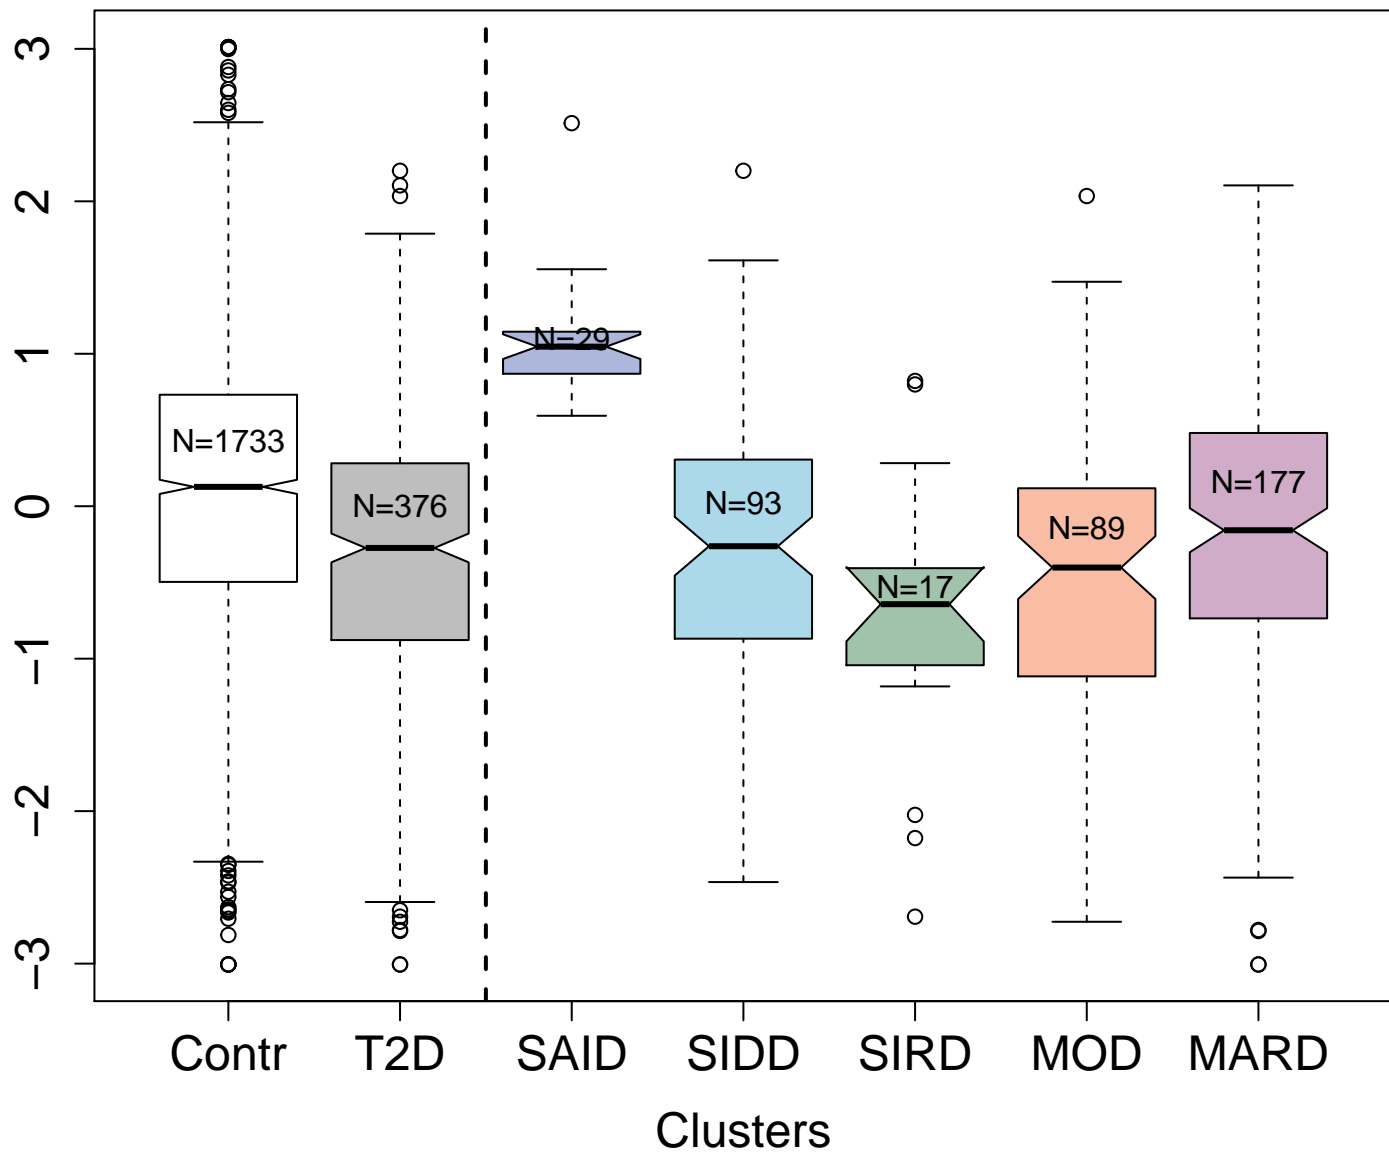 3
2
1
0
−1
−2
−3
N=1733
N=376
N=29
N=93
N=17
N=89
N=177
Contr T2D SAID SIDD SIRD MOD MARD
Clusters